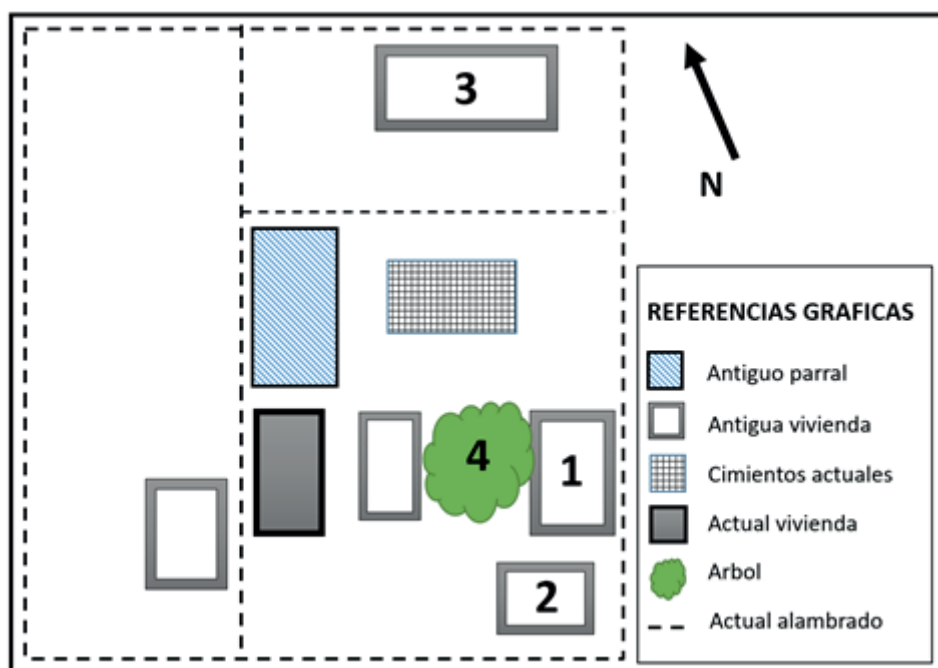 3
N
4
1
2
REFERENCIAS GRAFICAS
Antiguo parral
Antigua vivienda
Cimientos actuales
Actual vivienda
Arbol
Actual alambrado